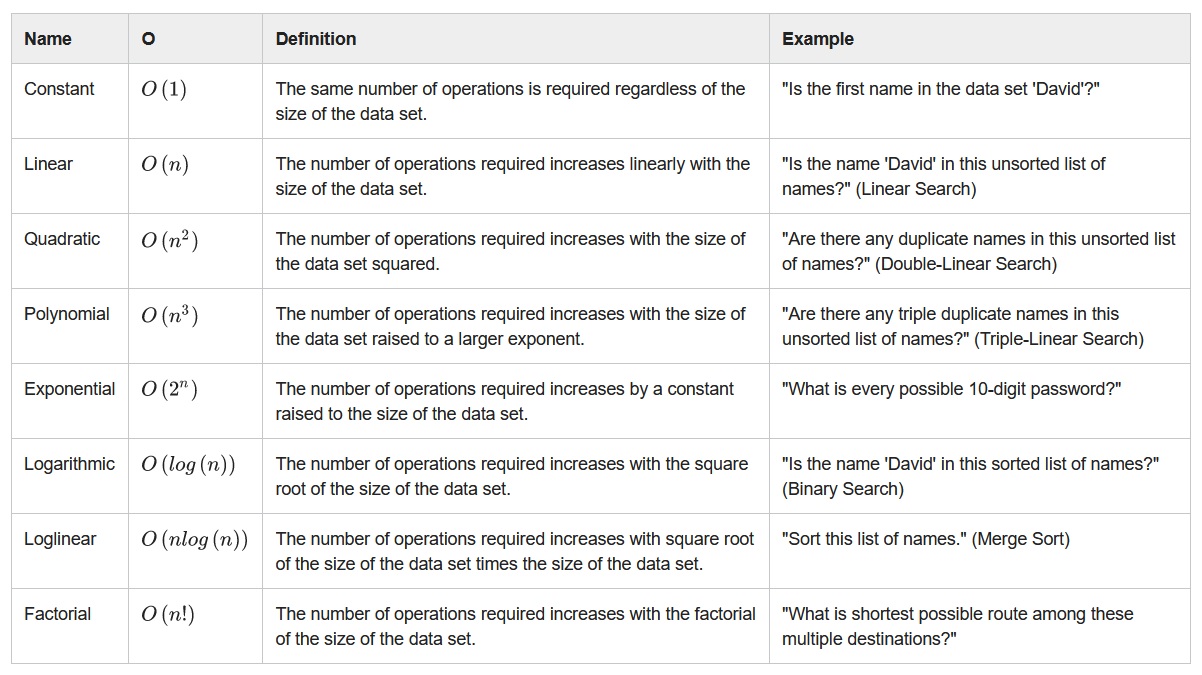 Name O Definition Example
Constant O (1) The same number of operations is required regardless of the "Is the first name in the data set 'David'?"
size of the data set.
Linear O (n) The number of operations required increases linearly with the "Is the name 'David' in this unsorted list of
size of the data set. names?" (Linear Search)
Quadratic O (n²) The number of operations required increases with the size of "Are there any duplicate names in this unsorted list
the data set squared. of names?" (Double-Linear Search)
Polynomial O (n³) The number of operations required increases with the size of "Are there any triple duplicate names in this
the data set raised to a larger exponent. unsorted list of names?" (Triple-Linear Search)
Exponential O (2ⁿ) The number of operations required increases by a constant "What is every possible 10-digit password?"
raised to the size of the data set.
Logarithmic O (log (n)) The number of operations required increases with the square "Is the name 'David' in this sorted list of names?"
root of the size of the data set. (Binary Search)
Loglinear O (nlog (n)) The number of operations required increases with square root "Sort this list of names." (Merge Sort)
of the size of the data set times the size of the data set.
Factorial O (n!) The number of operations required increases with the factorial "What is shortest possible route among these
of the size of the data set. multiple destinations?"